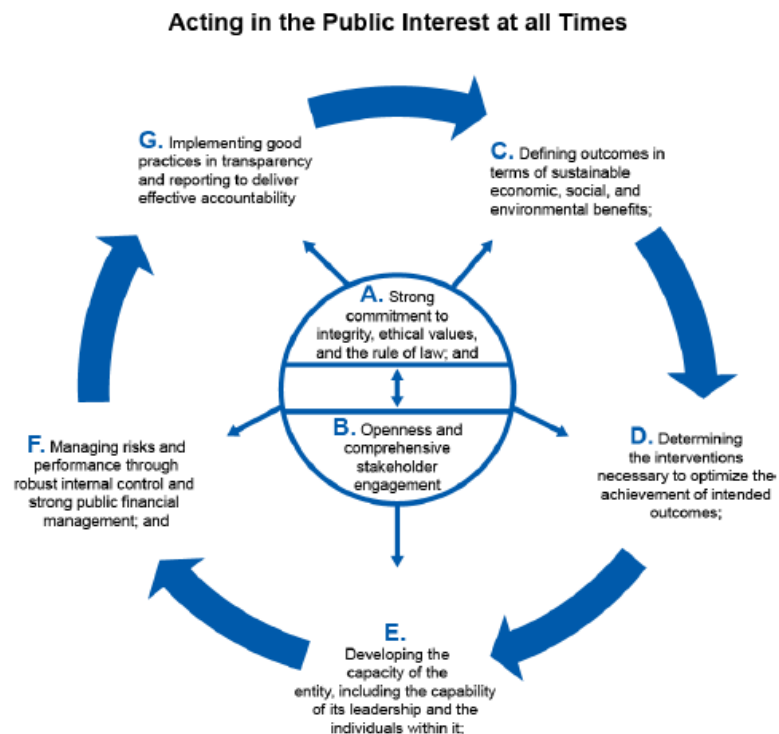 Acting in the Public Interest at all Times
G. Implementing good
practices in transparency
and reporting to deliver
effective accountability
C. Defining outcomes in
terms of sustainable
economic, social, and
environmental benefits;
A. Strong
commitment to
integrity, ethical values,
and the rule of law; and
B. Openness and
comprehensive
stakeholder
engagement
F. Managing risks and
performance through
robust internal control and
strong public financial
management; and
D. Determining
the interventions
necessary to optimize the
achievement of intended
outcomes;
E.
Developing the
capacity of the
entity, including the capability
of its leadership and the
individuals within it;